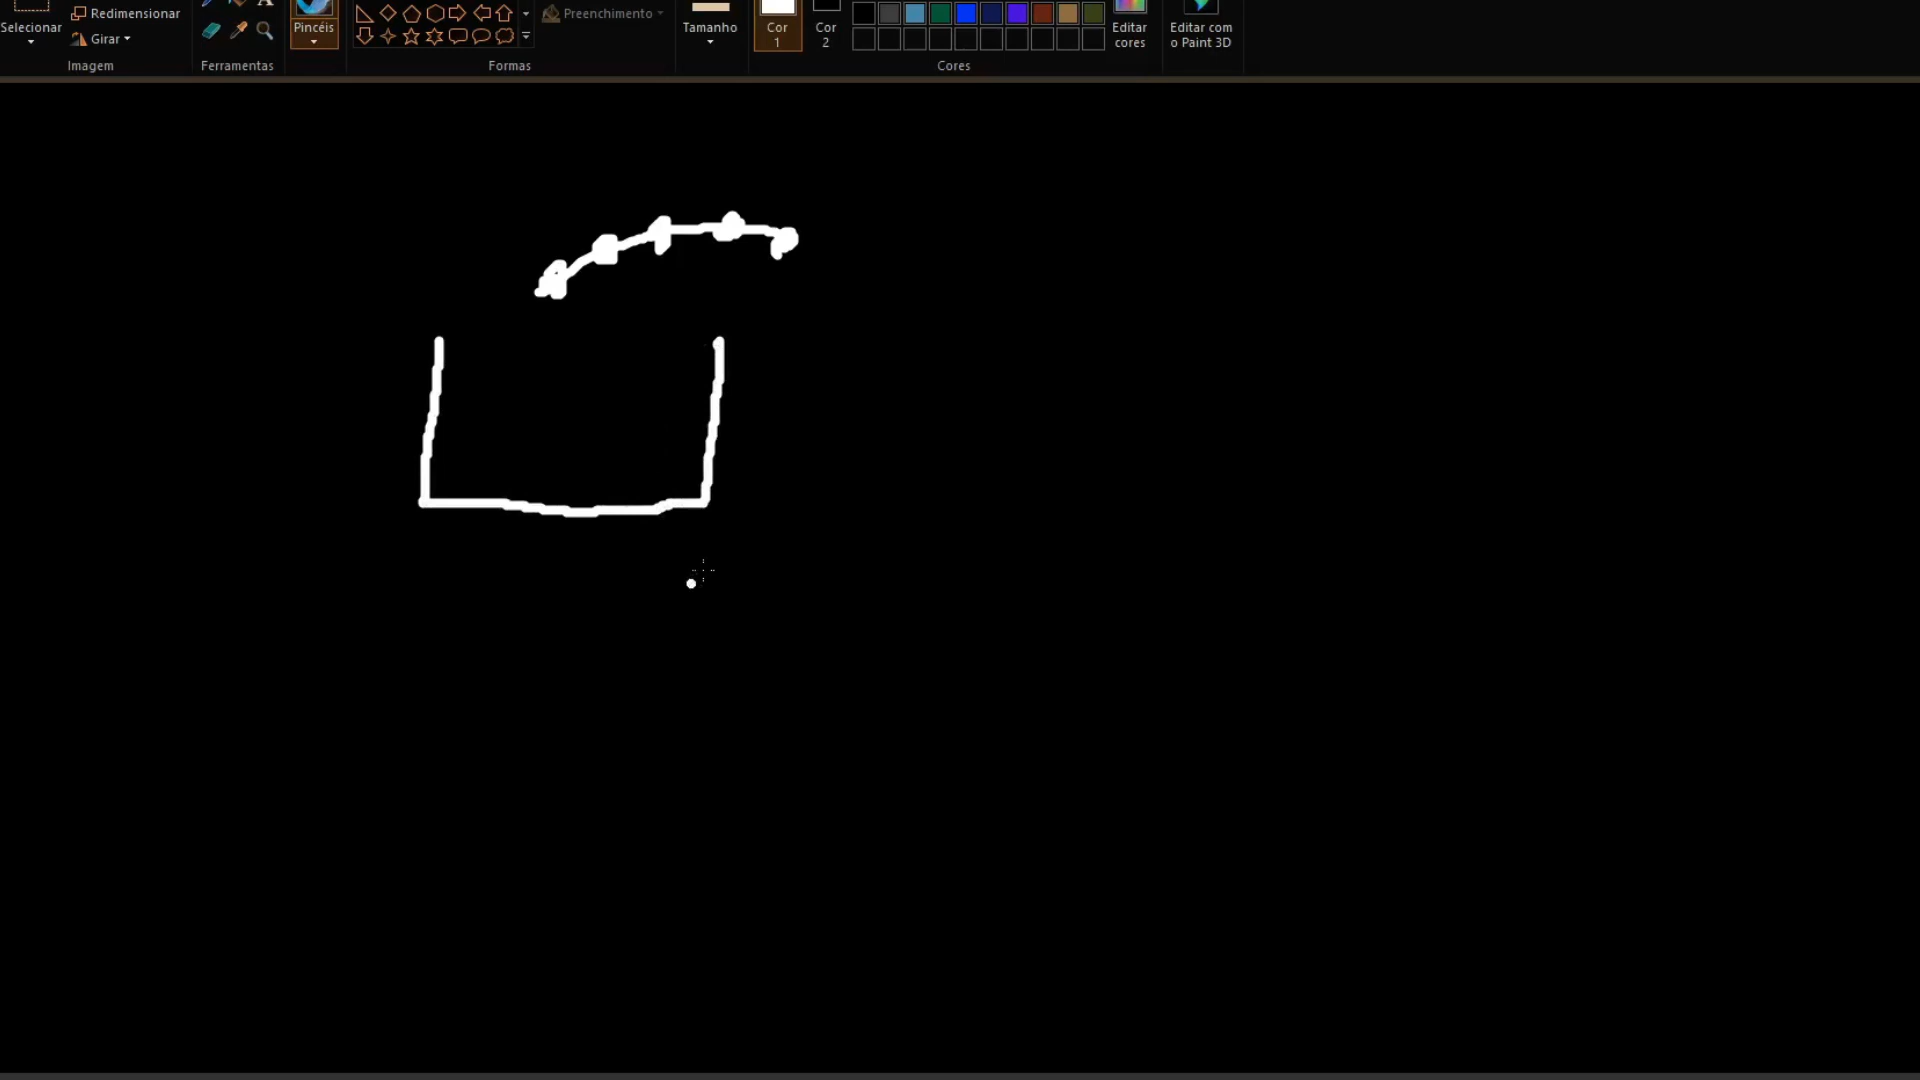 Redimensionar
Preenchimento
Selecionar
Girar
Pincéis
Tamanho
Cor
1
Cor
2
Editar
cores
Editar com
o Paint 3D
Imagem
Ferramentas
Formas
Cores